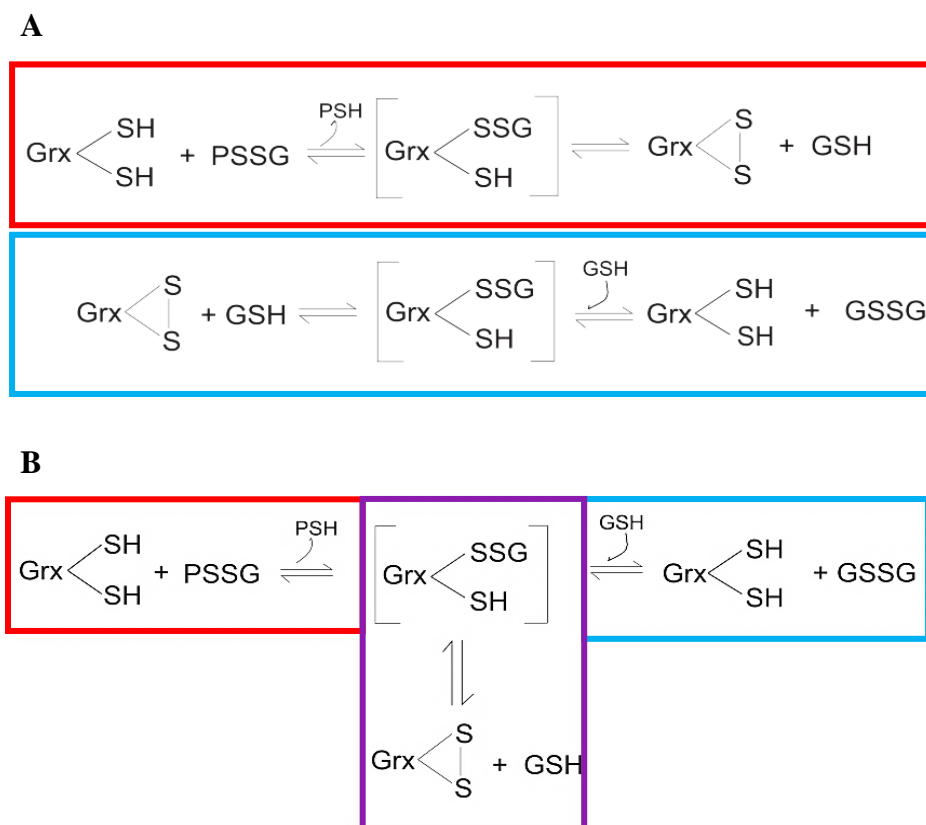 A
PSH
SH SSG S
Grx + PSSG Grx Grx + GSH
SH SH S
GSH
S SSG SH
Grx + GSH Grx Grx + GSSG
S SH SH
B
PSH GSH
SH SSG SH
Grx + PSSG Grx Grx + GSSG
SH SH SH
S
Grx + GSH
S